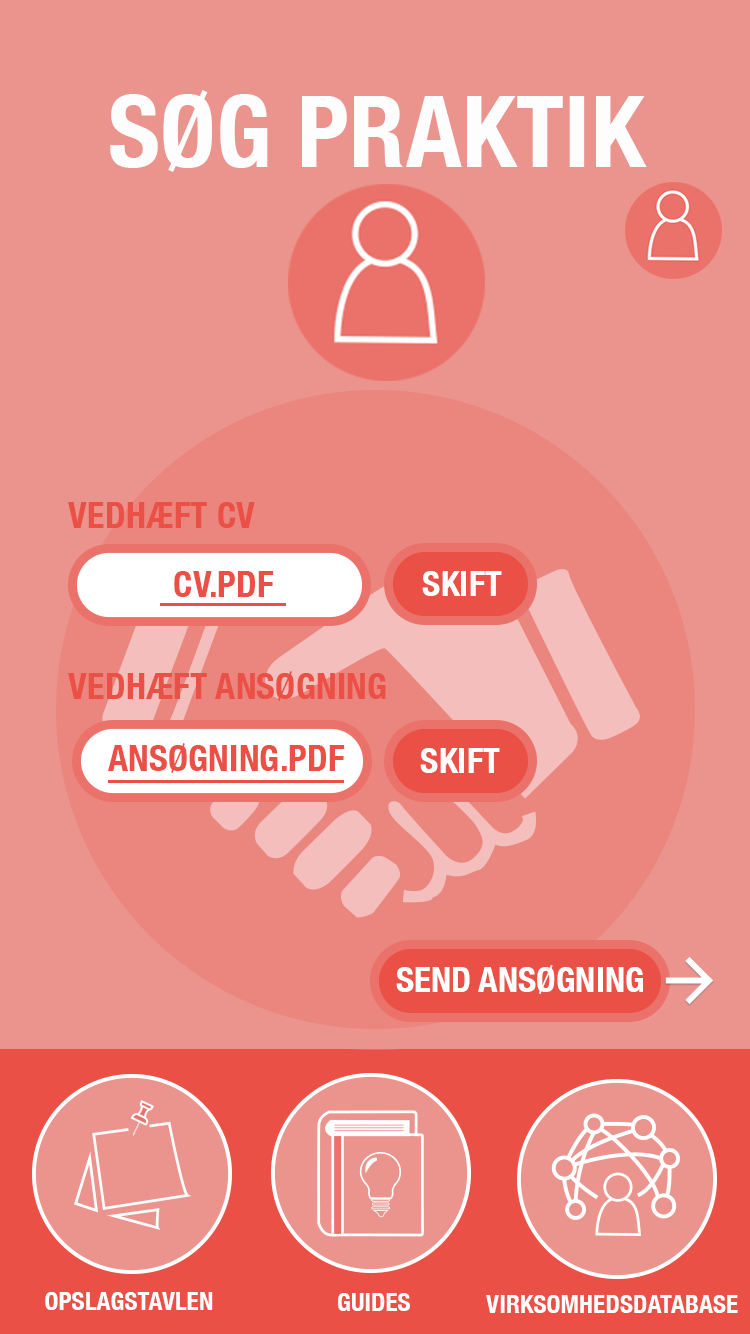 SØG PRAKTIK
VEDHÆFT CV
CV.PDF
SKIFT
VEDHÆFT ANSØGNING
ANSØGNING.PDF
SKIFT
SEND ANSØGNING
OPSLAGSTAVLEN
GUIDES
VIRKSOMHEDSDATABASE